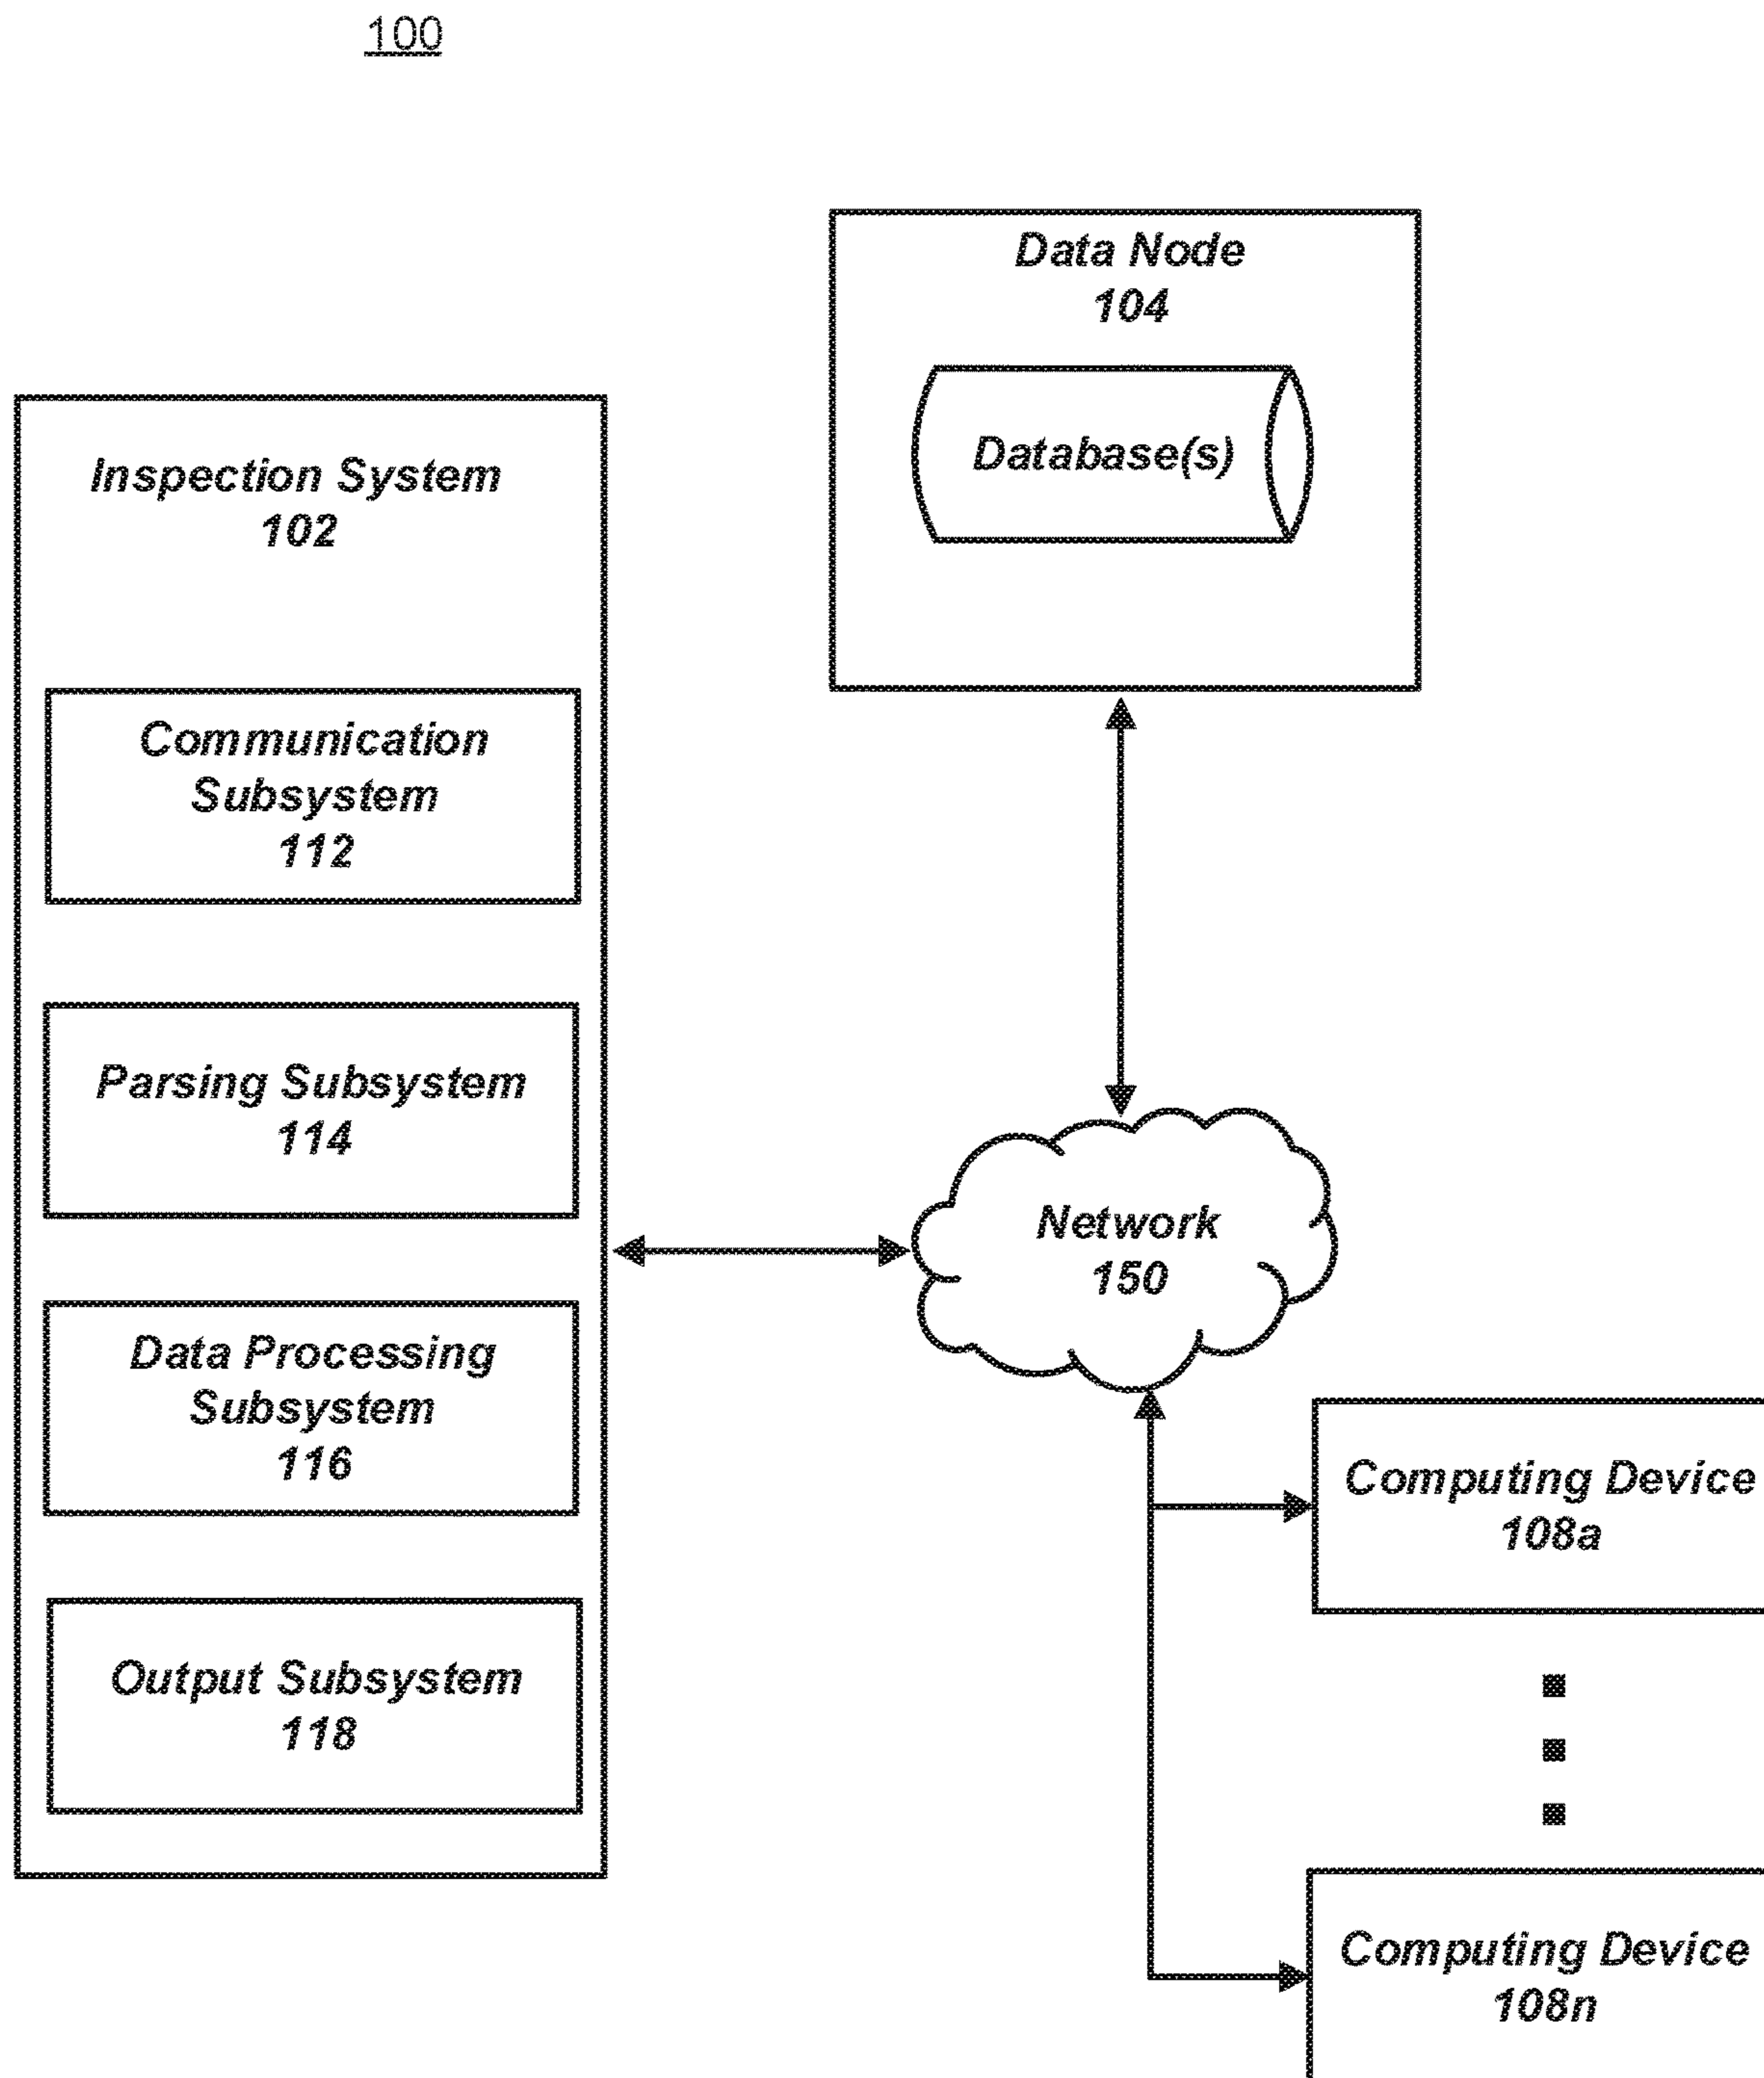 100
Data Node
104
Database(s)
Inspection System
102
Communication
Subsystem
112
Parsing Subsystem
114
Data Processing
Subsystem
116
Output Subsystem
118
Network
150
Computing Device
108a
Computing Device
108n